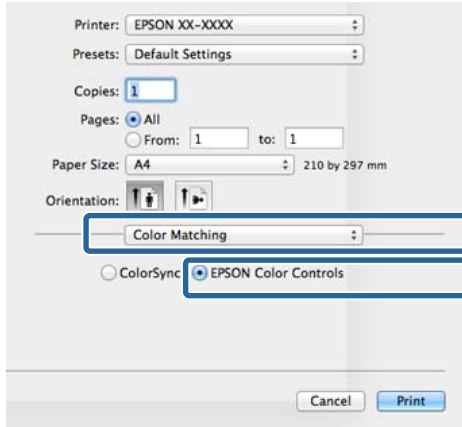 Printer: EPSON XX-XXXX
Presets: Default Settings
Copies: 1
Pages: All
From: 1 to: 1
Paper Size: A4 210 by 297 mm
Orientation:
Color Matching
ColorSync EPSON Color Controls
Cancel Print